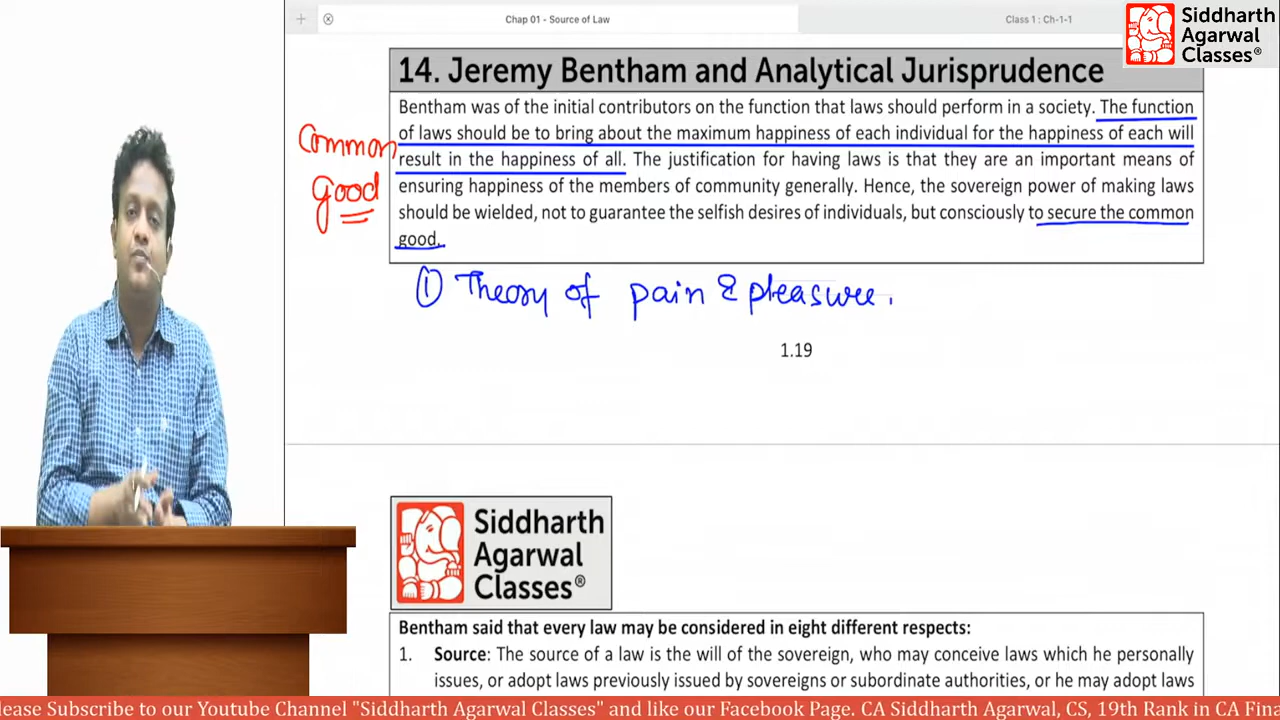 Chap 01 - Source of Law
Class 1 : Ch-1-1
Siddharth
Agarwal
Classes®
14. Jeremy Bentham and Analytical Jurisprudence
Bentham was of the initial contributors on the function that laws should perform in a society. The function
of laws should be to bring about the maximum happiness of each individual for the happiness of each will
result in the happiness of all. The justification for having laws is that they are an important means of
ensuring happiness of the members of community generally. Hence, the sovereign power of making laws
should be wielded, not to guarantee the selfish desires of individuals, but consciously to secure the common
good.
Common
good
① Theory of pain & pleasure.
1.19
Siddharth
Agarwal
Classes®
Bentham said that every law may be considered in eight different respects:
1. Source: The source of a law is the will of the sovereign, who may conceive laws which he personally
issues, or adopt laws previously issued by sovereigns or subordinate authorities, or he may adopt laws
lease Subscribe to our Youtube Channel "Siddharth Agarwal Classes" and like our Facebook Page. CA Siddharth Agarwal, CS, 19th Rank in CA Fina